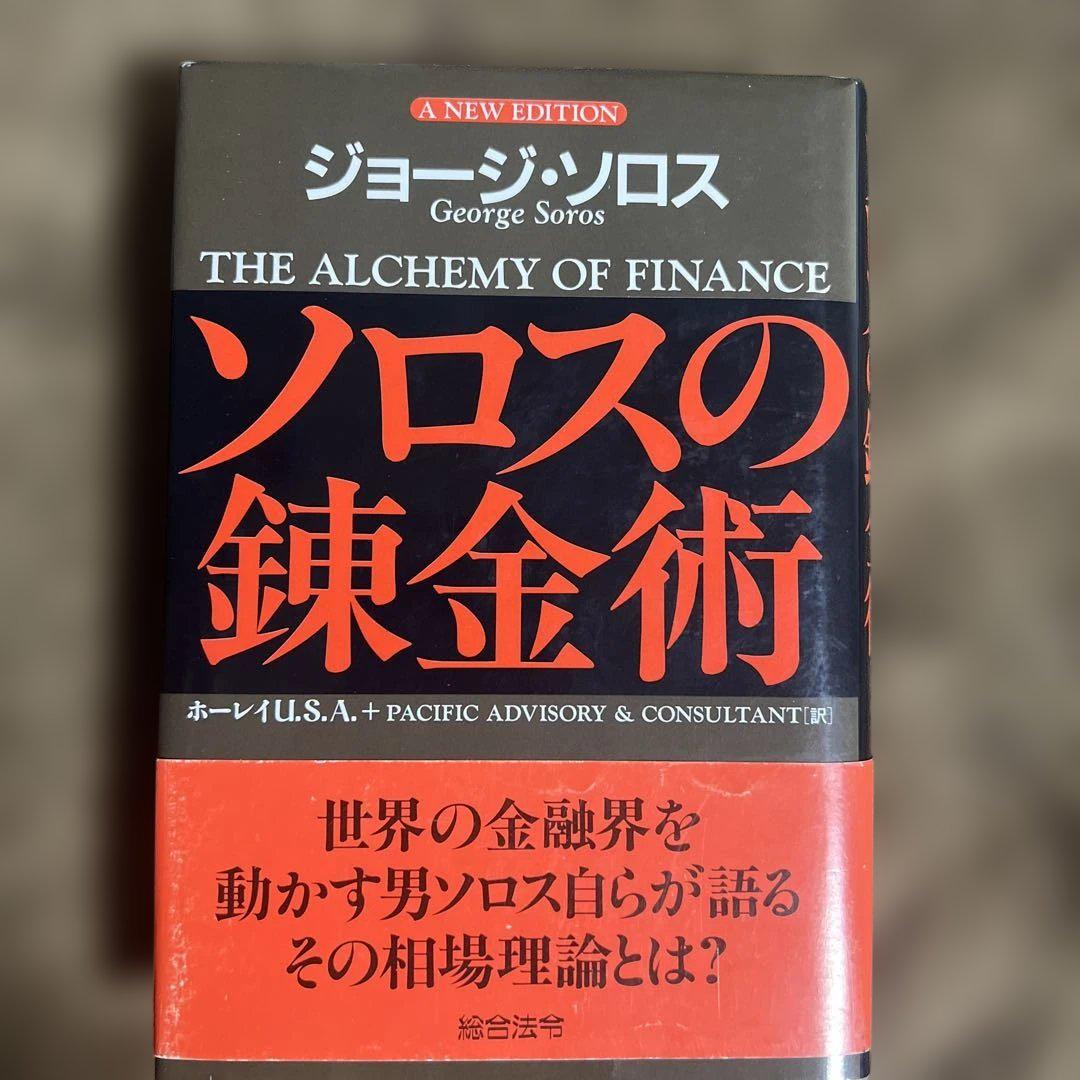 A NEW EDITION
ジョージ・ソロス
George Soros
THE ALCHEMY OF FINANCE
ソロスの
錬金術
ホーレイU.S.A.+PACIFIC ADVISORY & CONSULTANT[訳]
世界の金融界を
動かす男ソロス自らが語る
その相場理論とは?
総合法令